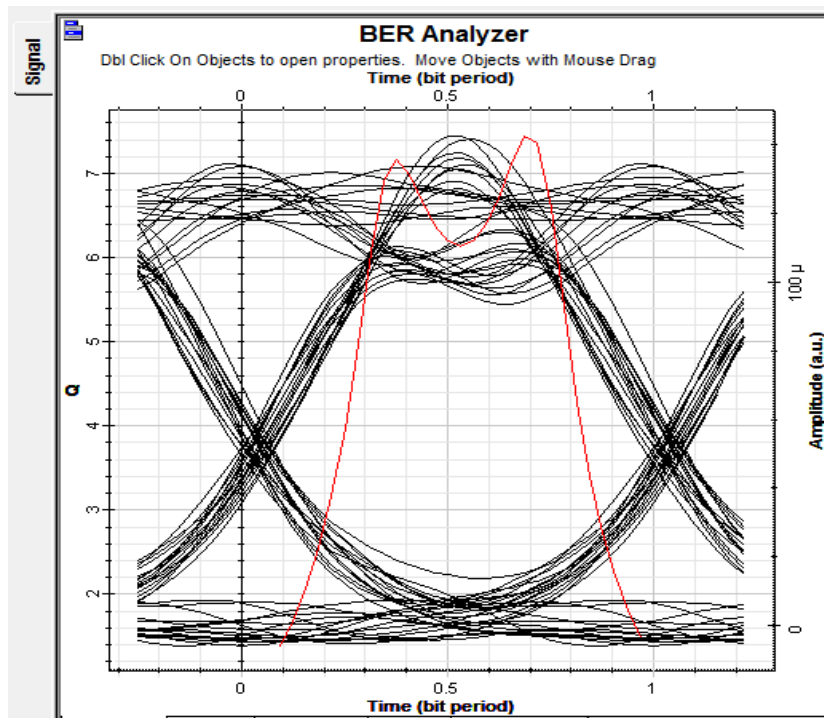 Signal
BER Analyzer
Dbl Click On Objects to open properties. Move Objects with Mouse Drag
Time (bit period)
0 0.5 1
7
6
5
4
3
2
Q
100 µ
0
Amplitude (a.u.)
0 0.5 1
Time (bit period)